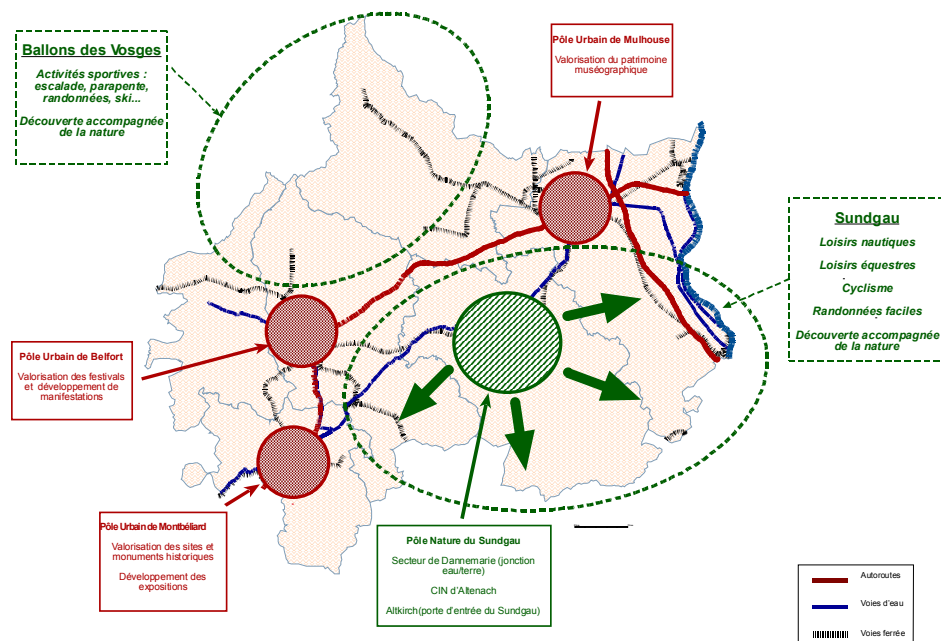 Ballons des Vosges
Activités sportives :
escalade, parapente,
randonnées, ski...
Découverte accompagnée
de la nature
Pôle Urbain de Mulhouse
Valorisation du patrimoine
muséographique
Sundgau
Loisirs nautiques
Loisirs équestres
Cyclisme
Randonnées faciles
Découverte accompagnée
de la nature
Pôle Urbain de Belfort
Valorisation des festivals
et développement de
manifestations
Pôle Urbain de Montbéliard
Valorisation des sites et
monuments historiques
Développement des
expositions
Pôle Nature du Sundgau
Secteur de Dannemarie (jonction
eau/terre)
CIN d'Altenach
Altkirch(porte d'entrée du Sundgau)
Autoroutes
Voies d'eau
Voies ferrée